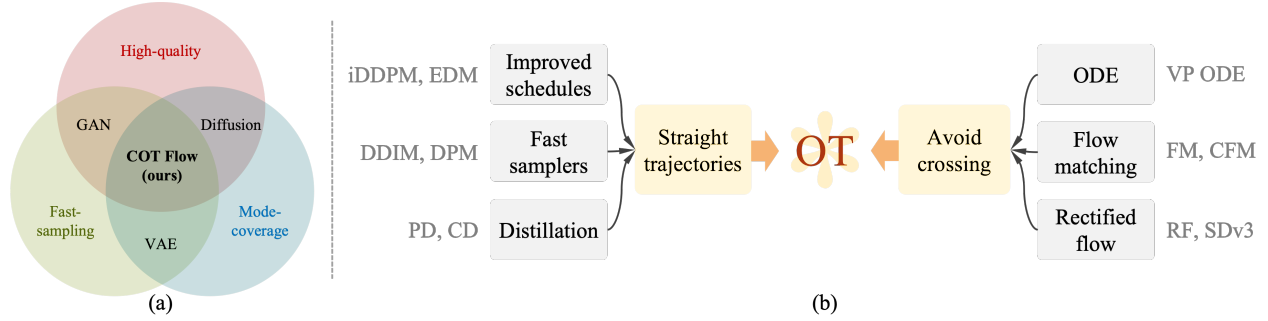 High-quality
GAN
Diffusion
COT Flow
(ours)
Fast-
sampling
Mode-
coverage
VAE
(a)
iDDPM, EDM
Improved
schedules
DDIM, DPM
Fast
samplers
PD, CD
Distillation
Straight
trajectories
OT
Avoid
crossing
ODE
VP ODE
Flow
matching
FM, CFM
Rectified
flow
RF, SDv3
(b)